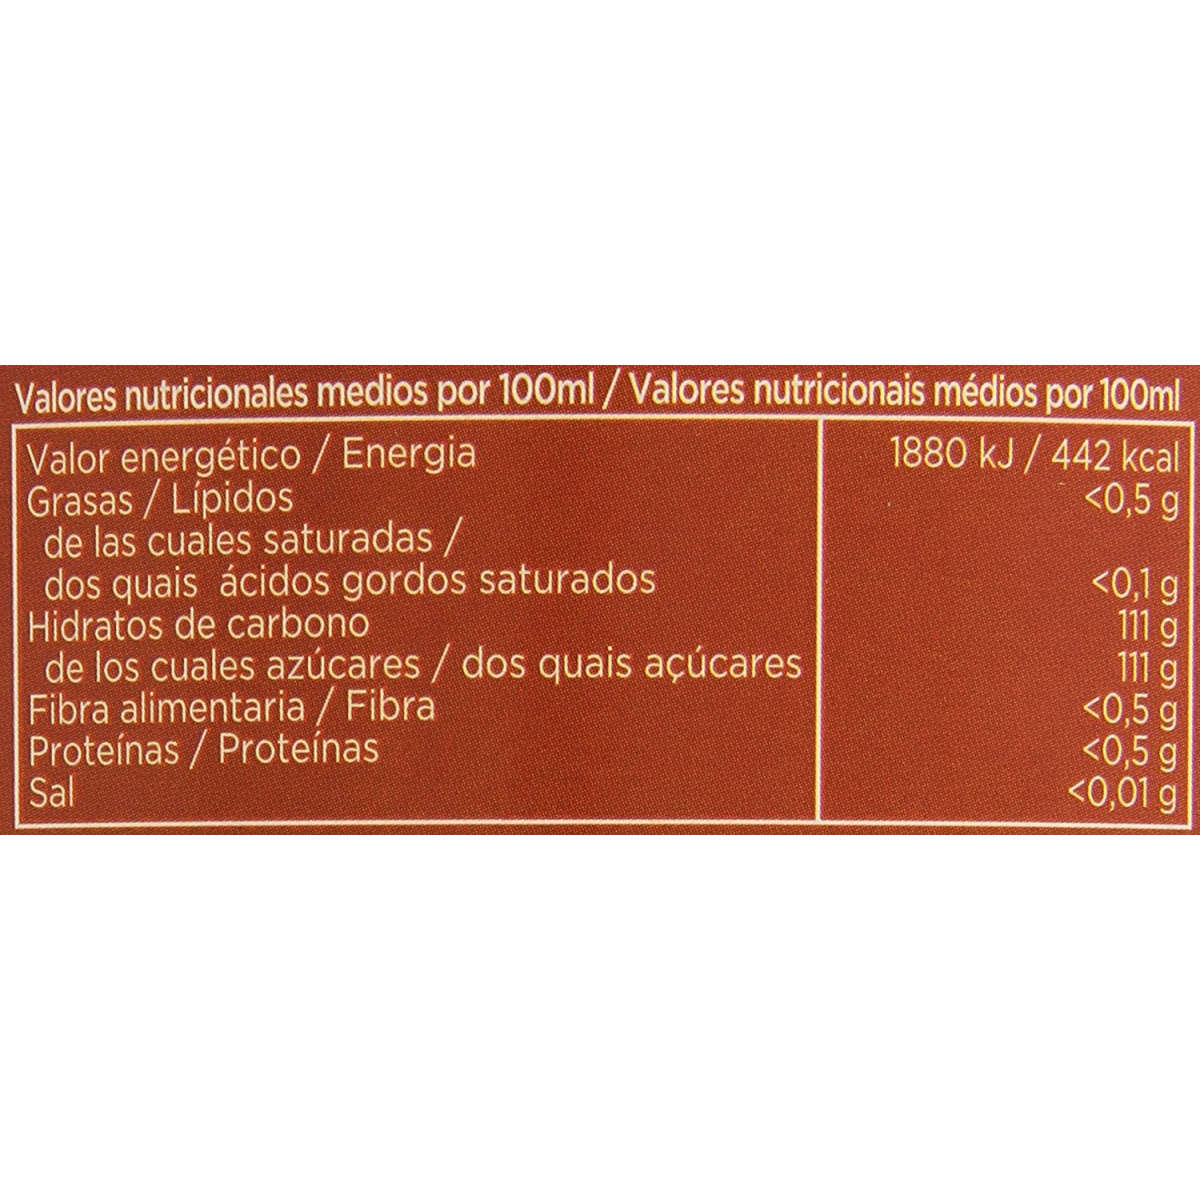 Valores nutricionales medios por 100ml / Valores nutricionais médios por 100ml
Valor energético / Energia 1880 kJ / 442 kcal
Grasas / Lípidos <0,5 g
de las cuales saturadas /
dos quais ácidos gordos saturados <0,1 g
Hidratos de carbono 111 g
de los cuales azúcares / dos quais açúcares 111 g
Fibra alimentaria / Fibra <0,5 g
Proteínas / Proteínas <0,5 g
Sal <0,01 g